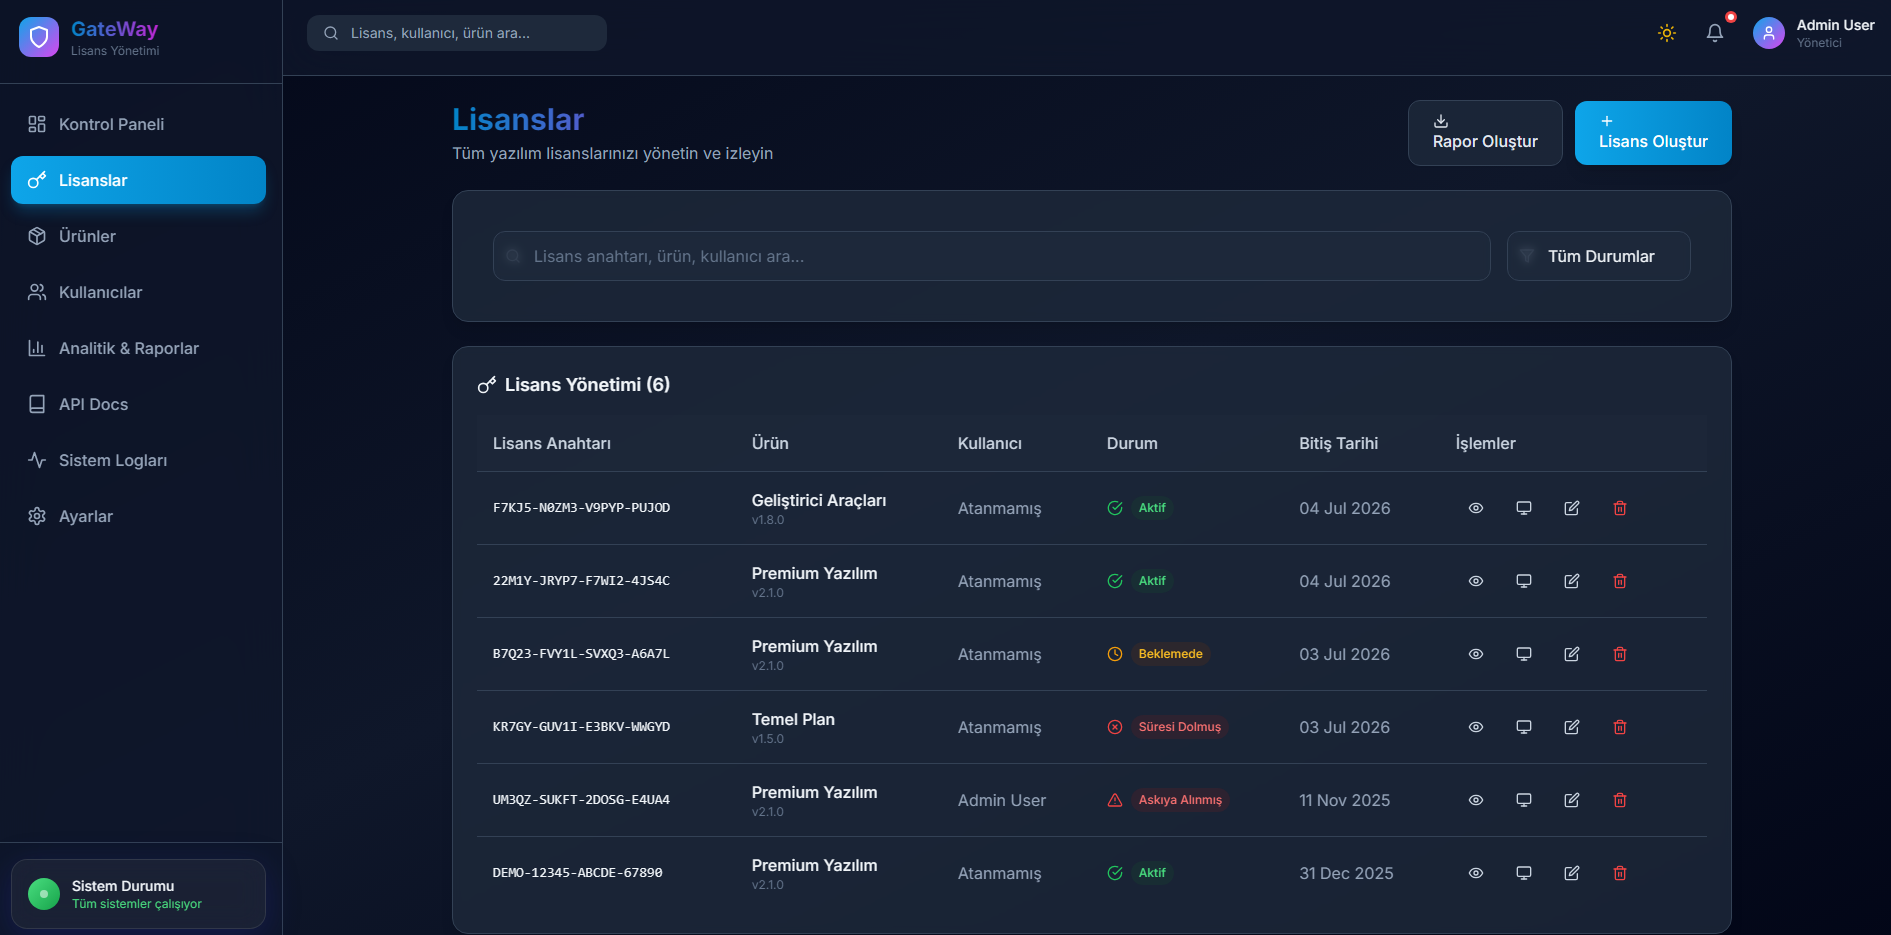 GateWay
Lisans Yönetimi
Lisans, kullanıcı, ürün ara...
Admin User
Yönetici
Kontrol Paneli
Lisanslar
Ürünler
Kullanıcılar
Analitik & Raporlar
API Docs
Sistem Logları
Ayarlar
Sistem Durumu
Tüm sistemler çalışıyor
Lisanslar
Tüm yazılım lisanslarınızı yönetin ve izleyin
Rapor Oluştur
Lisans Oluştur
Lisans anahtarı, ürün, kullanıcı ara...
Tüm Durumlar
Lisans Yönetimi (6)
Lisans Anahtarı Ürün Kullanıcı Durum Bitiş Tarihi İşlemler
F7KJ5-N0ZM3-V9PYP-PUJOD Geliştirici Araçları Atanmamış Aktif 04 Jul 2026
v1.8.0
22M1Y-JRYP7-F7WI2-4JS4C Premium Yazılım Atanmamış Aktif 04 Jul 2026
v2.1.0
B7Q23-FVY1L-SVXQ3-A6A7L Premium Yazılım Atanmamış Beklemede 03 Jul 2026
v2.1.0
KR7GY-GUV1I-E3BKV-WWGYD Temel Plan Atanmamış Süresi Dolmuş 03 Jul 2026
v1.5.0
UM3QZ-SUKFT-2DOSG-E4UA4 Premium Yazılım Admin User Askıya Alınmış 11 Nov 2025
v2.1.0
DEMO-12345-ABCDE-67890 Premium Yazılım Atanmamış Aktif 31 Dec 2025
v2.1.0